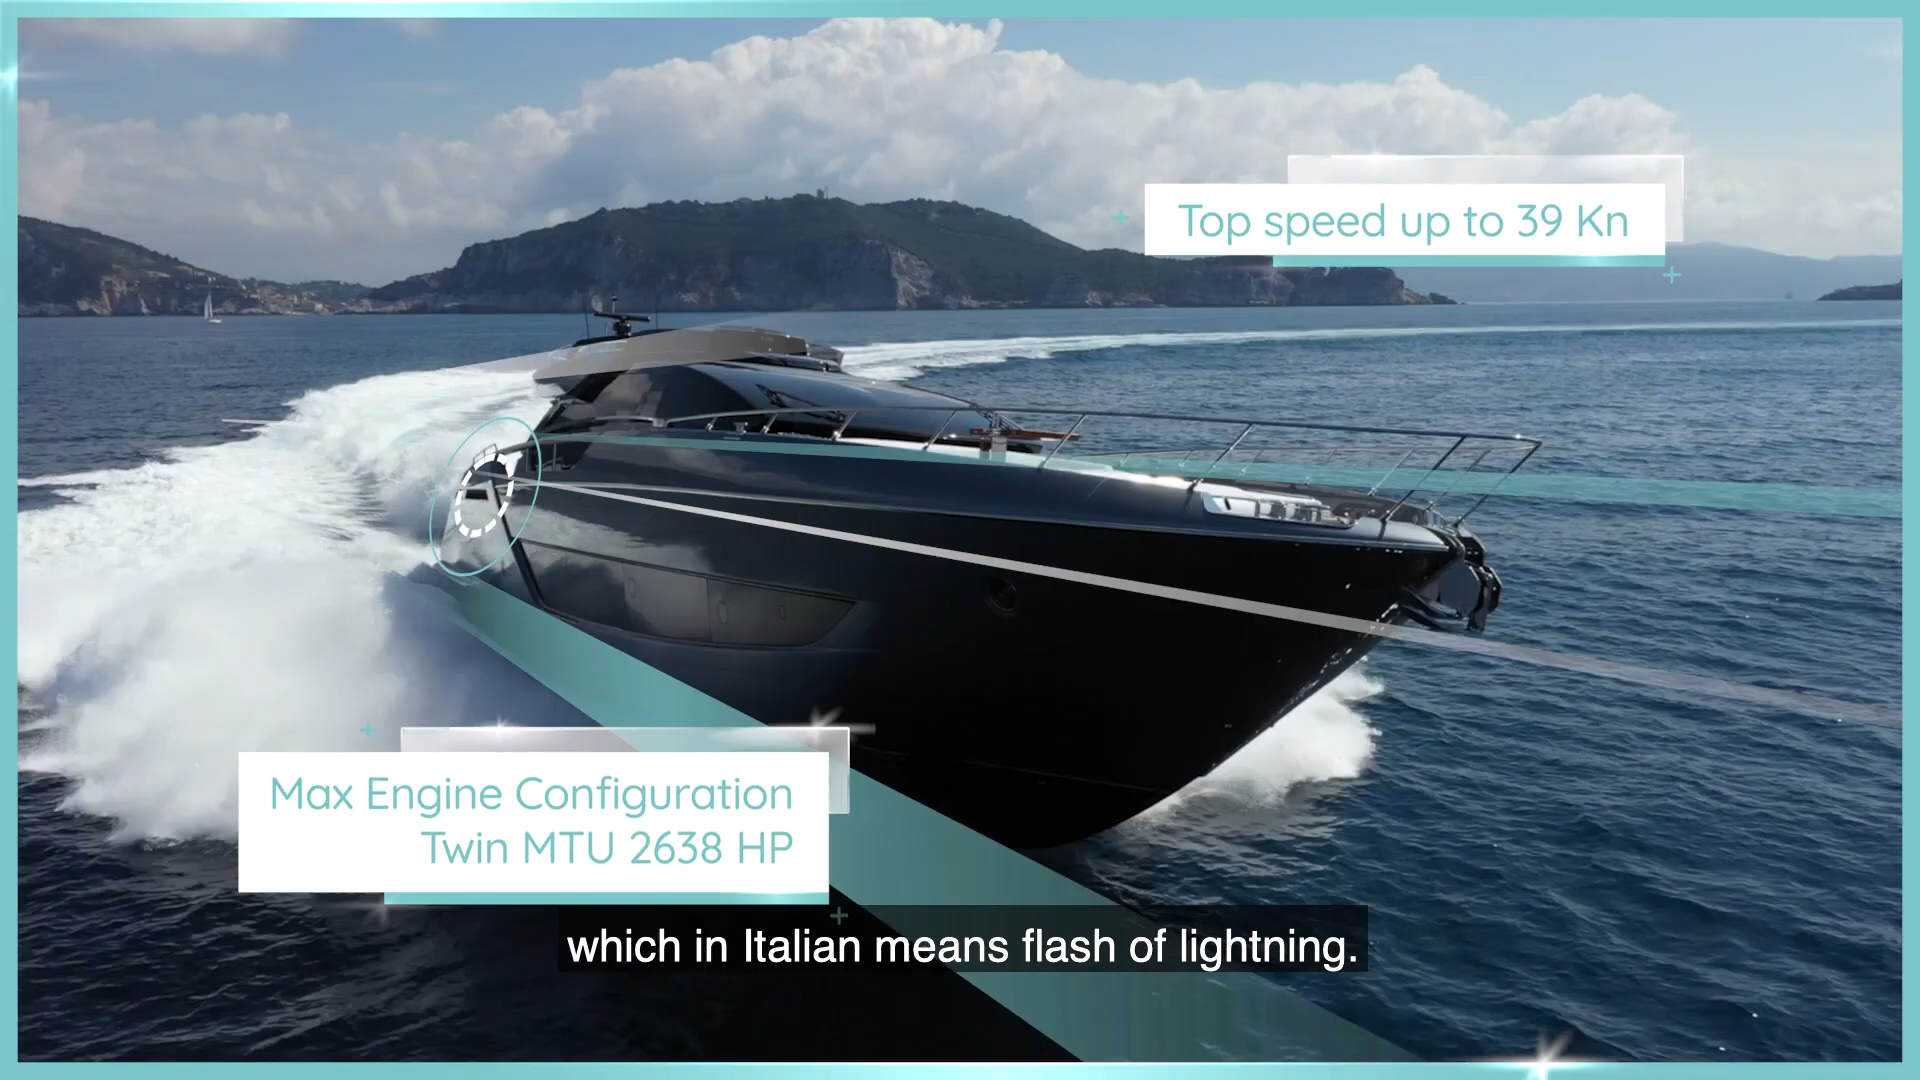 Top speed up to 39 Kn
Max Engine Configuration
Twin MTU 2638 HP
which in Italian means flash of lightning.